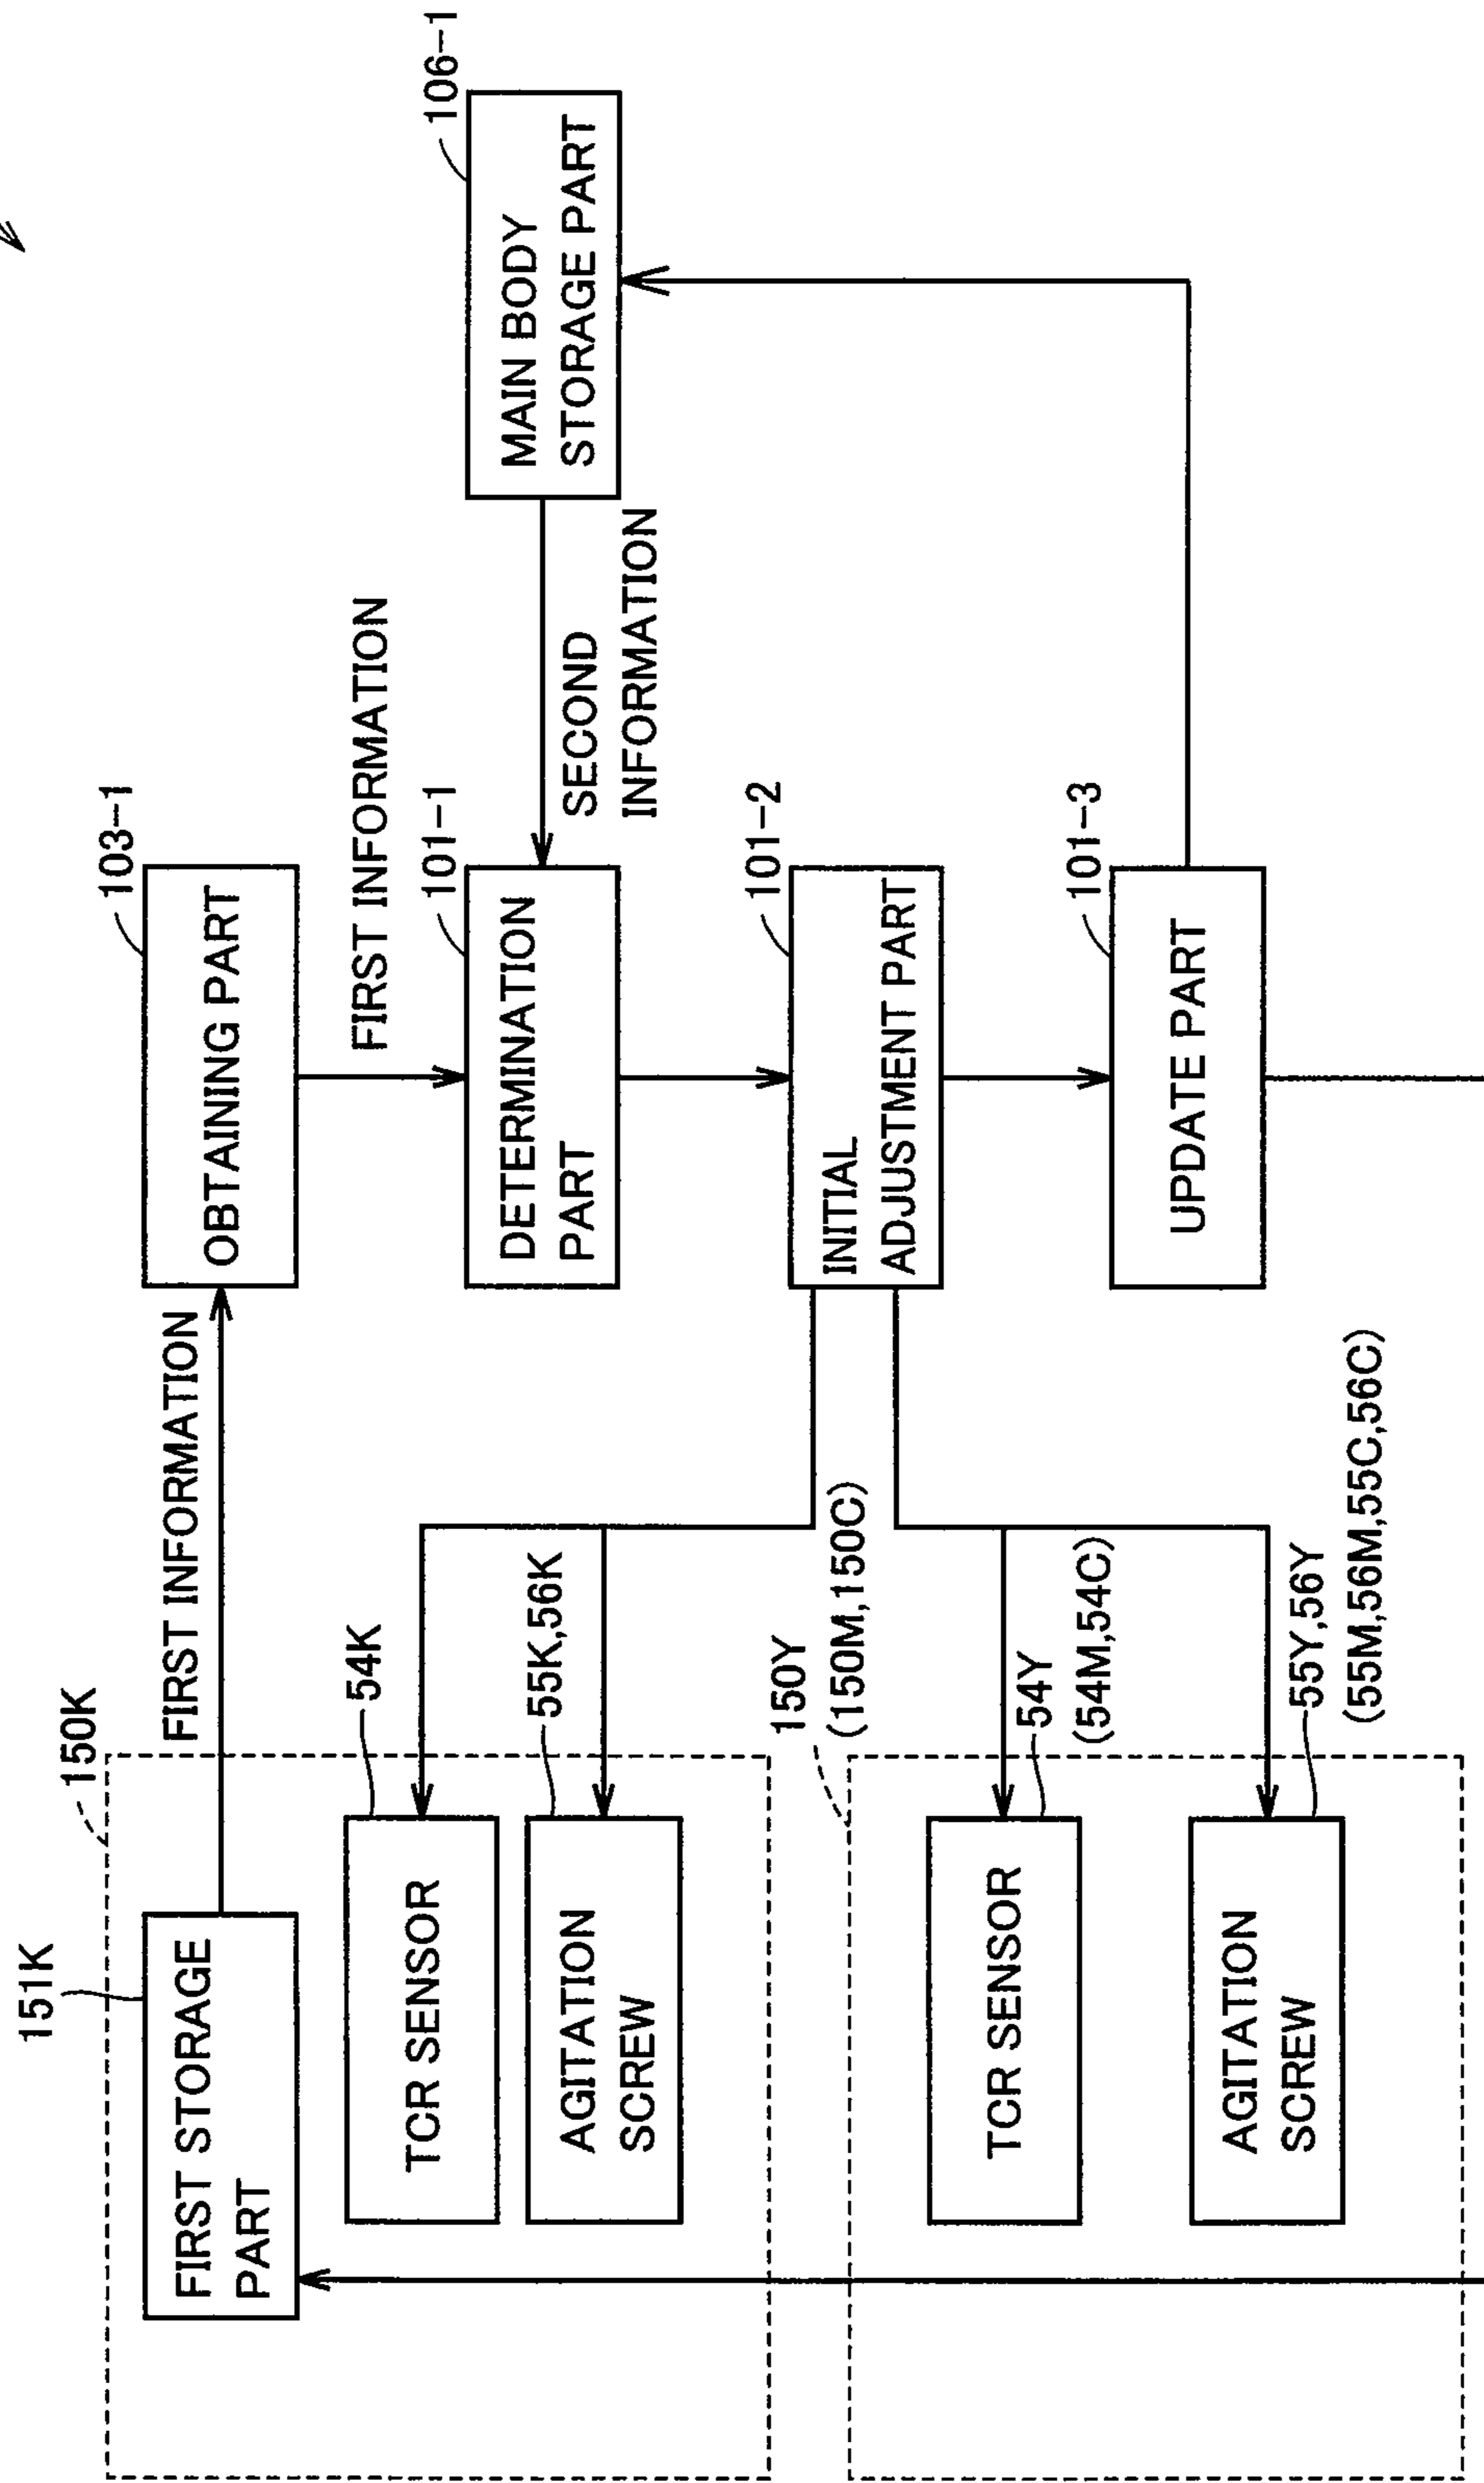 151K
150K
FIRST STORAGE
PART
FIRST INFORMATION
103-1
OBTAINING PART
FIRST INFORMATION
54K
TCR SENSOR
55K,56K
AGITATION
SCREW
101-1
DETERMINATION
PART
SECOND
INFORMATION
106-1
MAIN BODY
STORAGE PART
101-2
INITIAL
ADJUSTMENT PART
150Y
(150M,150C)
54Y
(54M,54C)
TCR SENSOR
55Y,56Y
(55M,56M,55C,56C)
AGITATION
SCREW
101-3
UPDATE PART